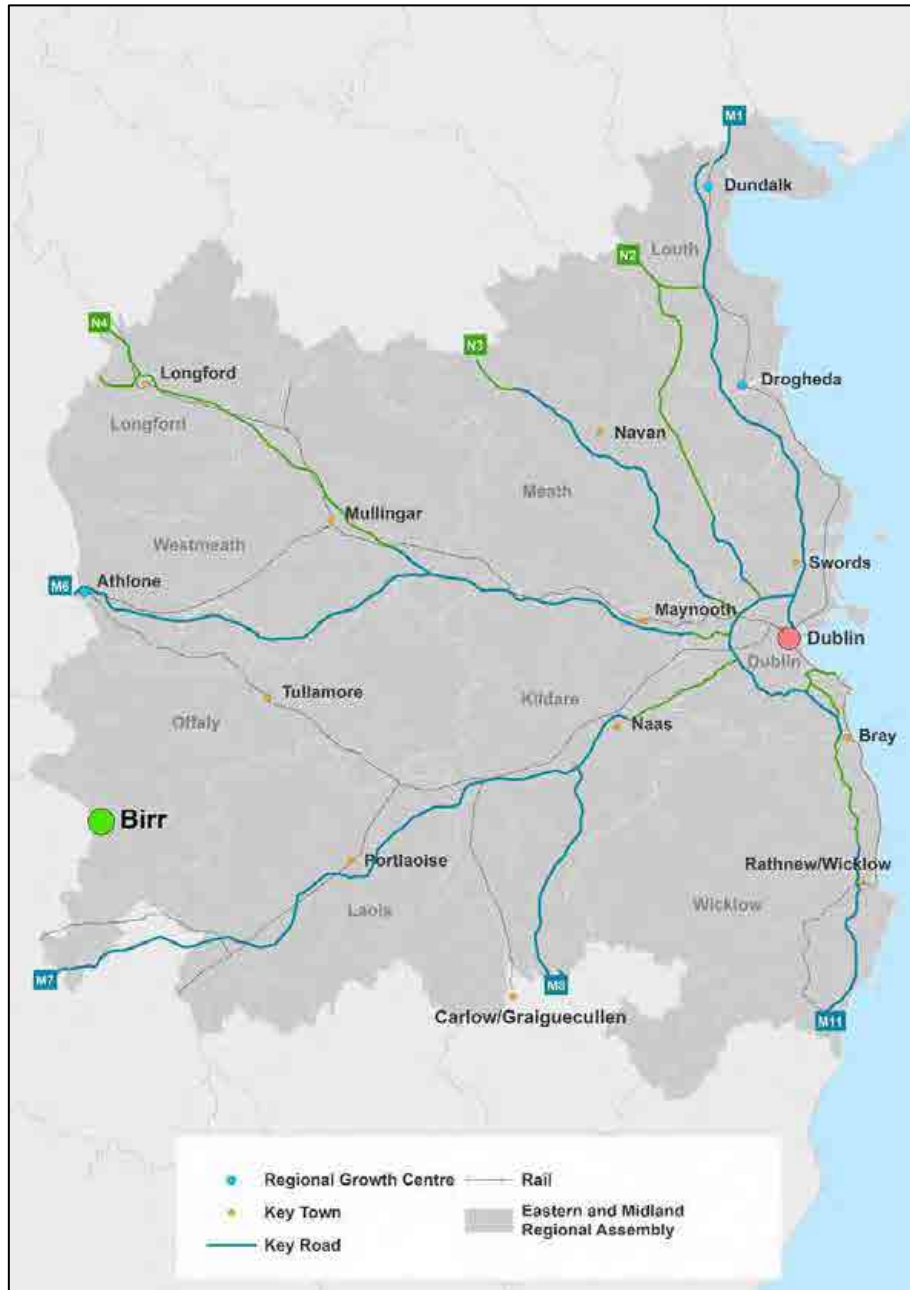 M1
Dundalk
Louth
N2
N4
N3
Longford
Longford
Drogheda
Navan
Meath
Mullingar
Westmeath
Swords
M6
Athlone
Maynooth
Dublin
Dublin
Tullamore
Kildare
Offaly
Naas
Bray
Birr
Portlaoise
Rathnew/Wicklow
Laois
Wicklow
M7
M8
Carlow/Graiguecullen
M11
Regional Growth Centre
Rail
Key Town
Eastern and Midland
Regional Assembly
Key Road